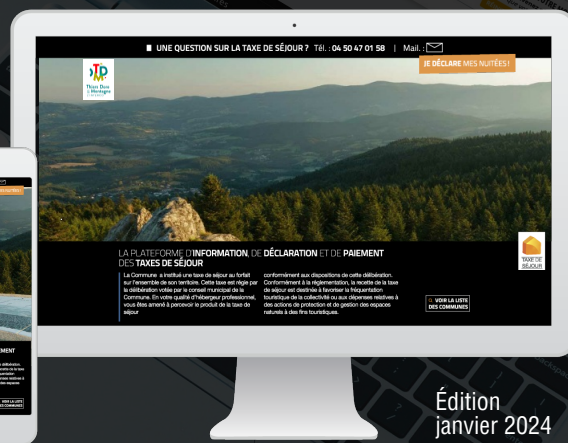 UNE QUESTION SUR LA TAXE DE SÉJOUR ? Tél. : 04 50 47 01 58 | Mail. :
JE DÉCLARE MES NUITÉES !
TDM
Thiers Dore
& Montagne
LA PLATEFORME D'INFORMATION, DE DÉCLARATION ET DE PAIEMENT
DES TAXES DE SÉJOUR
La Commune a institué une taxe de séjour au forfait
sur l'ensemble de son territoire. Cette taxe est régie par
la délibération votée par le conseil municipal de la
Commune. En votre qualité d'hébergeur professionnel,
vous êtes amené à percevoir le produit de la taxe de
séjour
conformément aux dispositions de cette délibération.
Conformément à la réglementation, la recette de la taxe
de séjour est destinée à favoriser la fréquentation
touristique de la collectivité ou aux dépenses relatives à
des actions de protection et de gestion des espaces
naturels à des fins touristiques.
TAXE DE
SÉJOUR
VOIR LA LISTE
DES COMMUNES
Édition
janvier 2024